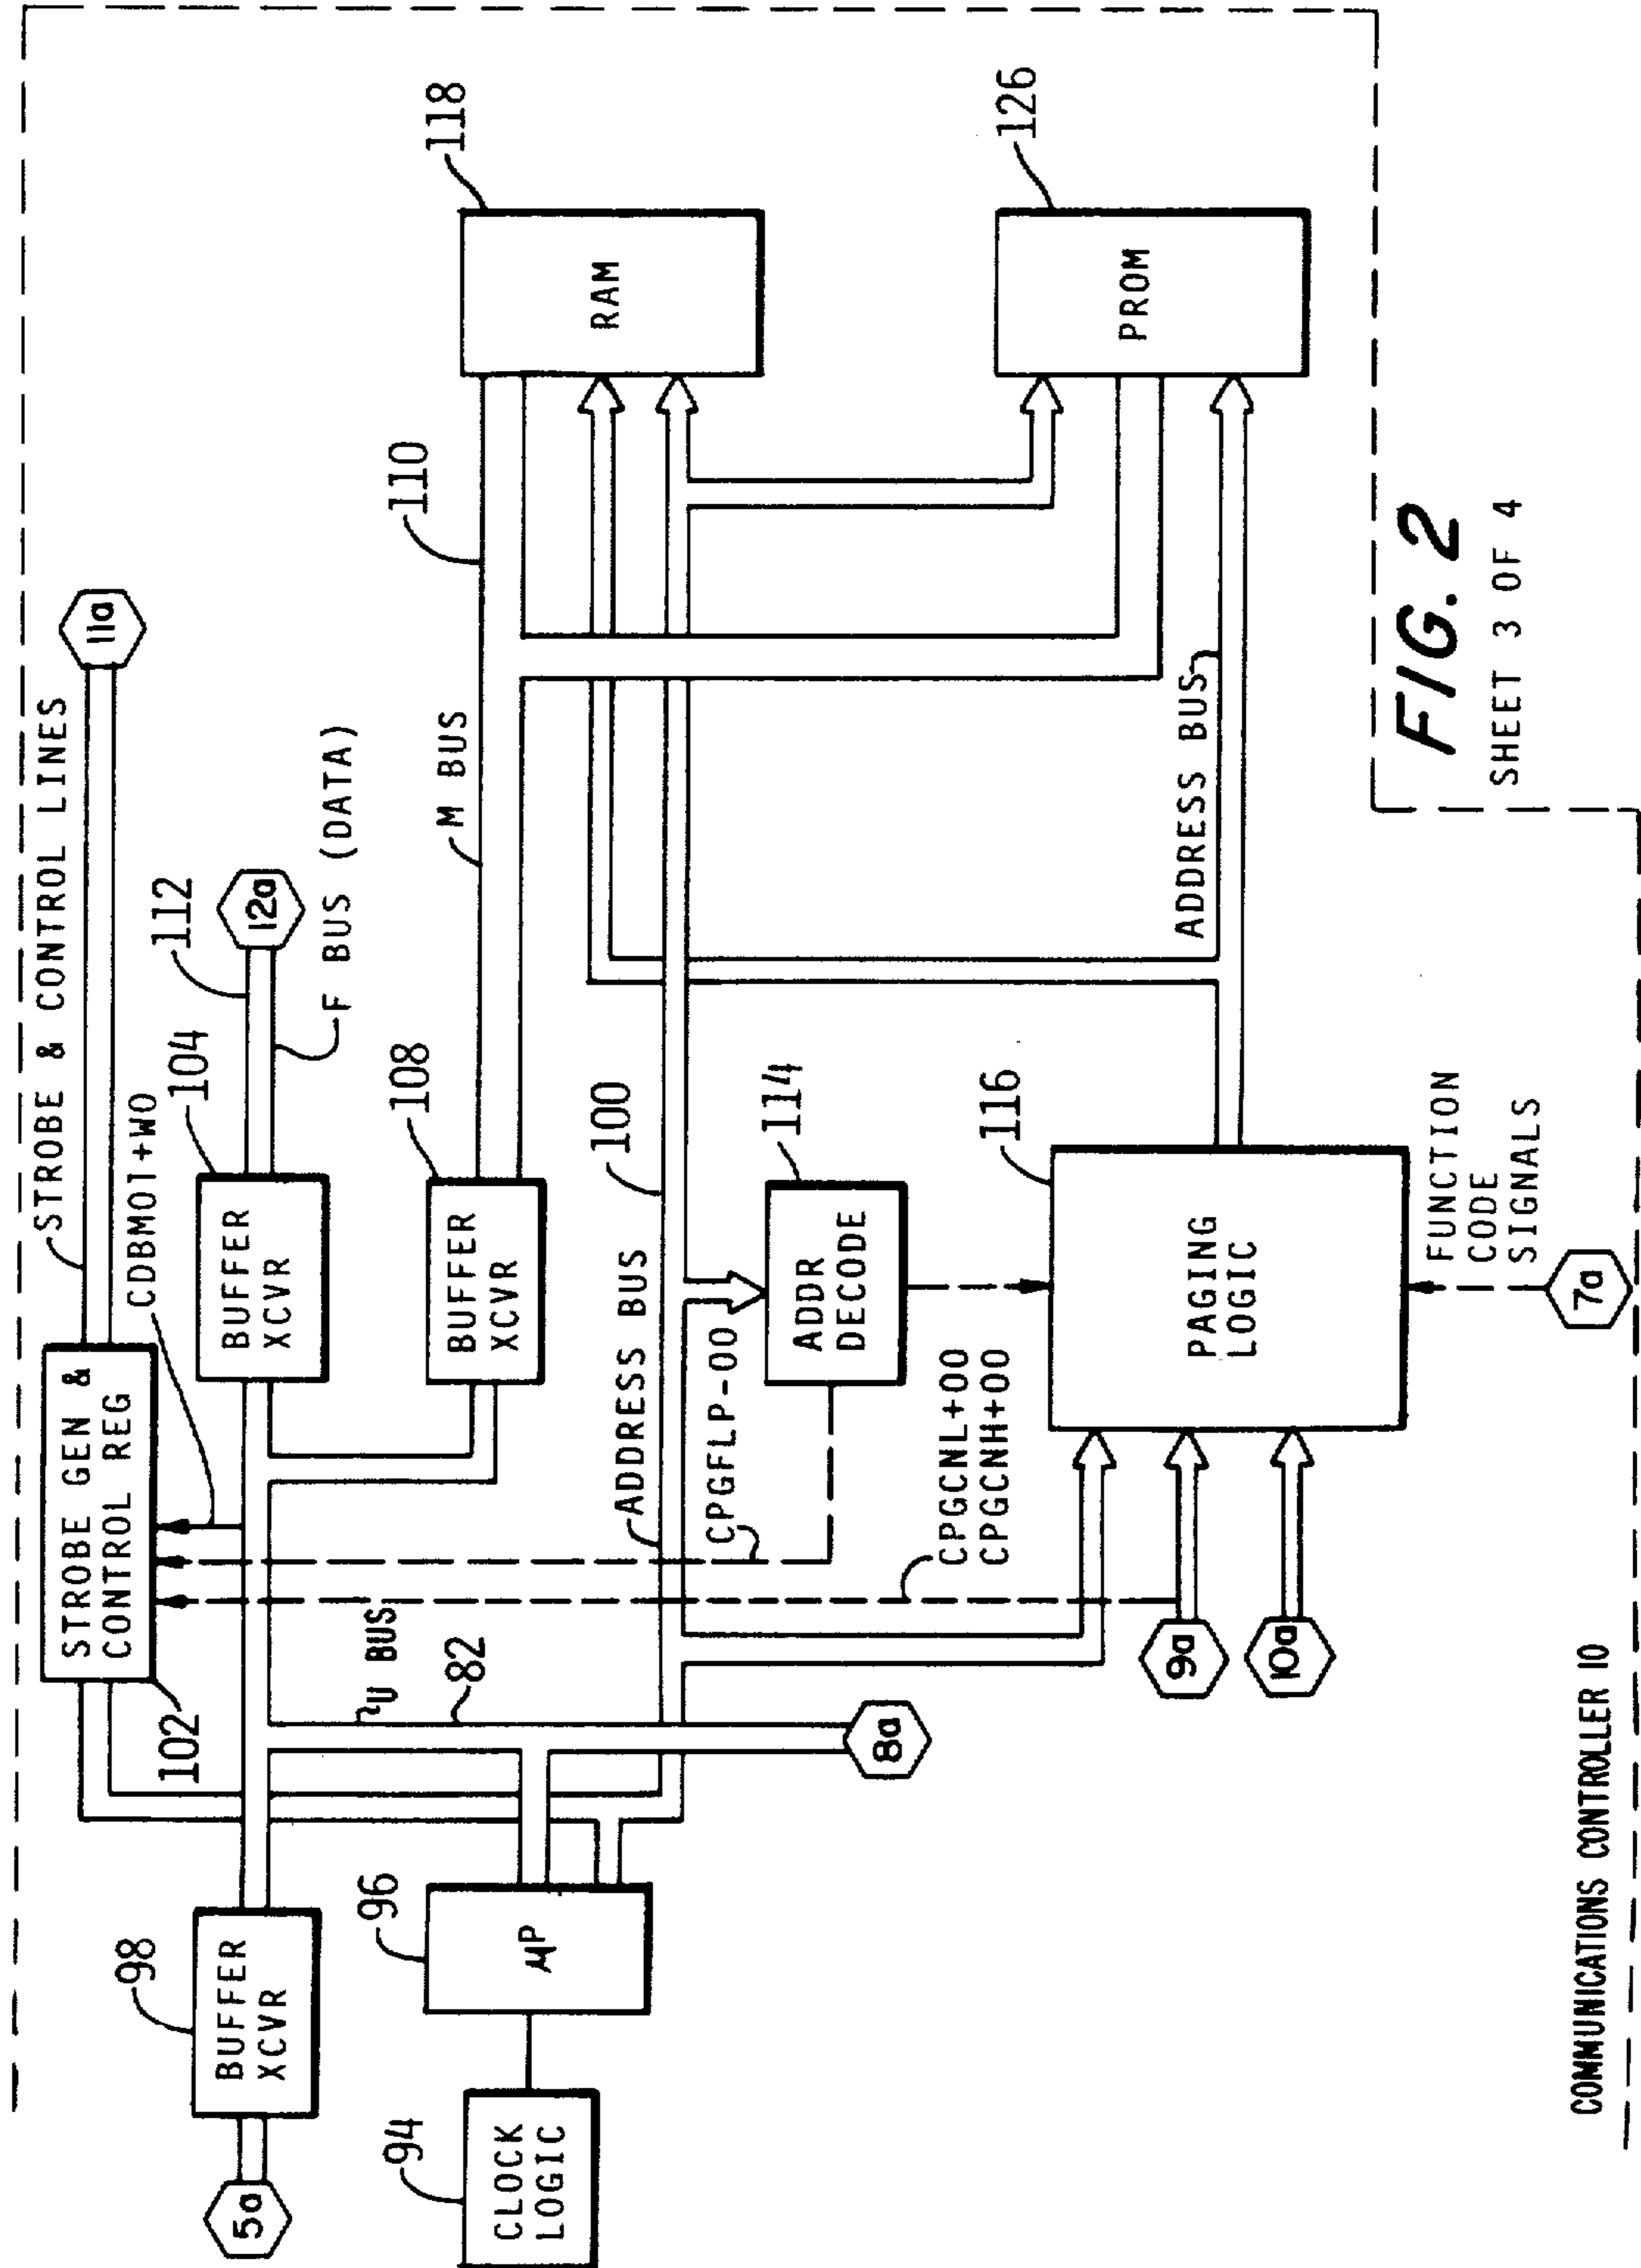 STROBE & CONTROL LINES
11a
STROBE GEN &
CONTROL REG
102
CDBMOT+WO
104
112
12a
F BUS (DATA)
98
BUFFER
XCVR
5a
BUFFER
XCVR
108
BUFFER
XCVR
M BUS
110
118
RAM
U BUS
82
94
CLOCK
LOGIC
96
μP
8a
ADDRESS BUS
100
CPGFLP-00
114
ADDR
DECODE
CPGCNL+00
CPGCNH+00
116
PAGING
LOGIC
9a
10a
FUNCTION
CODE
SIGNALS
7a
ADDRESS BUS
126
PROM
FIG. 2
SHEET 3 OF 4
COMMUNICATIONS CONTROLLER 10